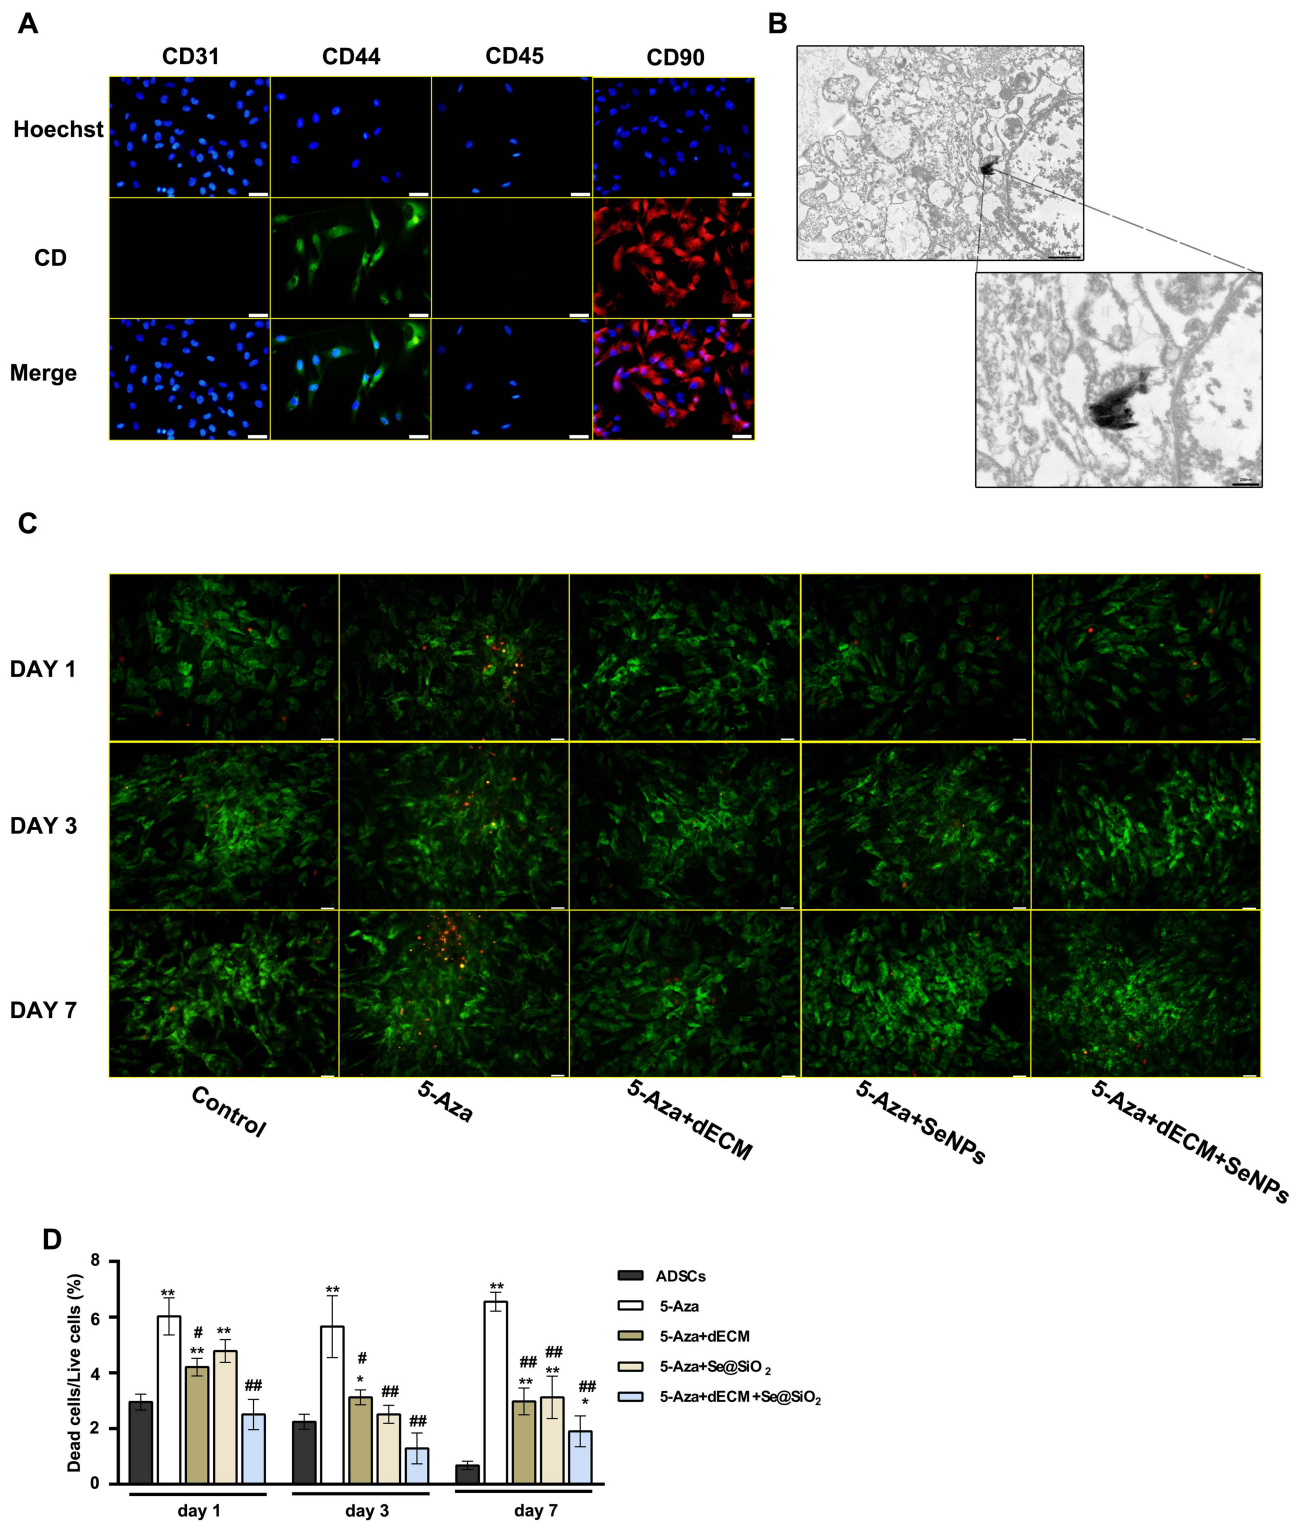 A
B
CD31 CD44 CD45 CD90
Hoechst
CD
Merge
200nm
C
DAY 1
DAY 3
DAY 7
Control
5-Aza
5-Aza+dECM
5-Aza+SeNPs
5-Aza+dECM+SeNPs
D
Dead cells/Live cells (%)
8
6
4
2
0
** # ** ** ##
** # * ## ##
** ## ** ## ** ## *
day 1 day 3 day 7
ADSCs
5-Aza
5-Aza+dECM
5-Aza+Se@SiO2
5-Aza+dECM+Se@SiO2